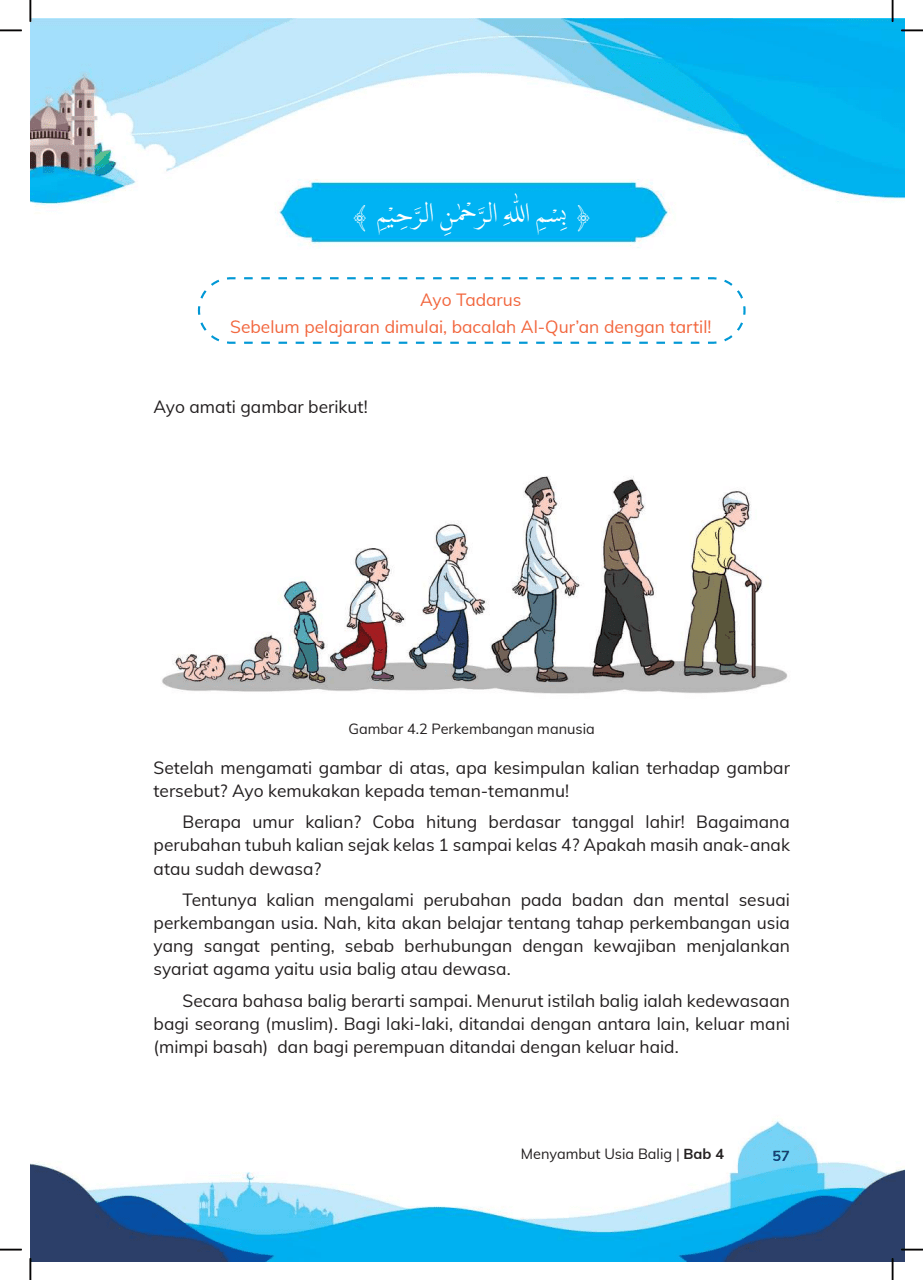 ﴿ بِسْمِ اللّٰهِ الرَّحْمٰنِ الرَّحِيْمِ ﴾
Ayo Tadarus
Sebelum pelajaran dimulai, bacalah Al-Qur’an dengan tartil!
Ayo amati gambar berikut!
Gambar 4.2 Perkembangan manusia
Setelah mengamati gambar di atas, apa kesimpulan kalian terhadap gambar
tersebut? Ayo kemukakan kepada teman-temanmu!
Berapa umur kalian? Coba hitung berdasar tanggal lahir! Bagaimana
perubahan tubuh kalian sejak kelas 1 sampai kelas 4? Apakah masih anak-anak
atau sudah dewasa?
Tentunya kalian mengalami perubahan pada badan dan mental sesuai
perkembangan usia. Nah, kita akan belajar tentang tahap perkembangan usia
yang sangat penting, sebab berhubungan dengan kewajiban menjalankan
syariat agama yaitu usia balig atau dewasa.
Secara bahasa balig berarti sampai. Menurut istilah balig ialah kedewasaan
bagi seorang (muslim). Bagi laki-laki, ditandai dengan antara lain, keluar mani
(mimpi basah) dan bagi perempuan ditandai dengan keluar haid.
Menyambut Usia Balig | Bab 4 57